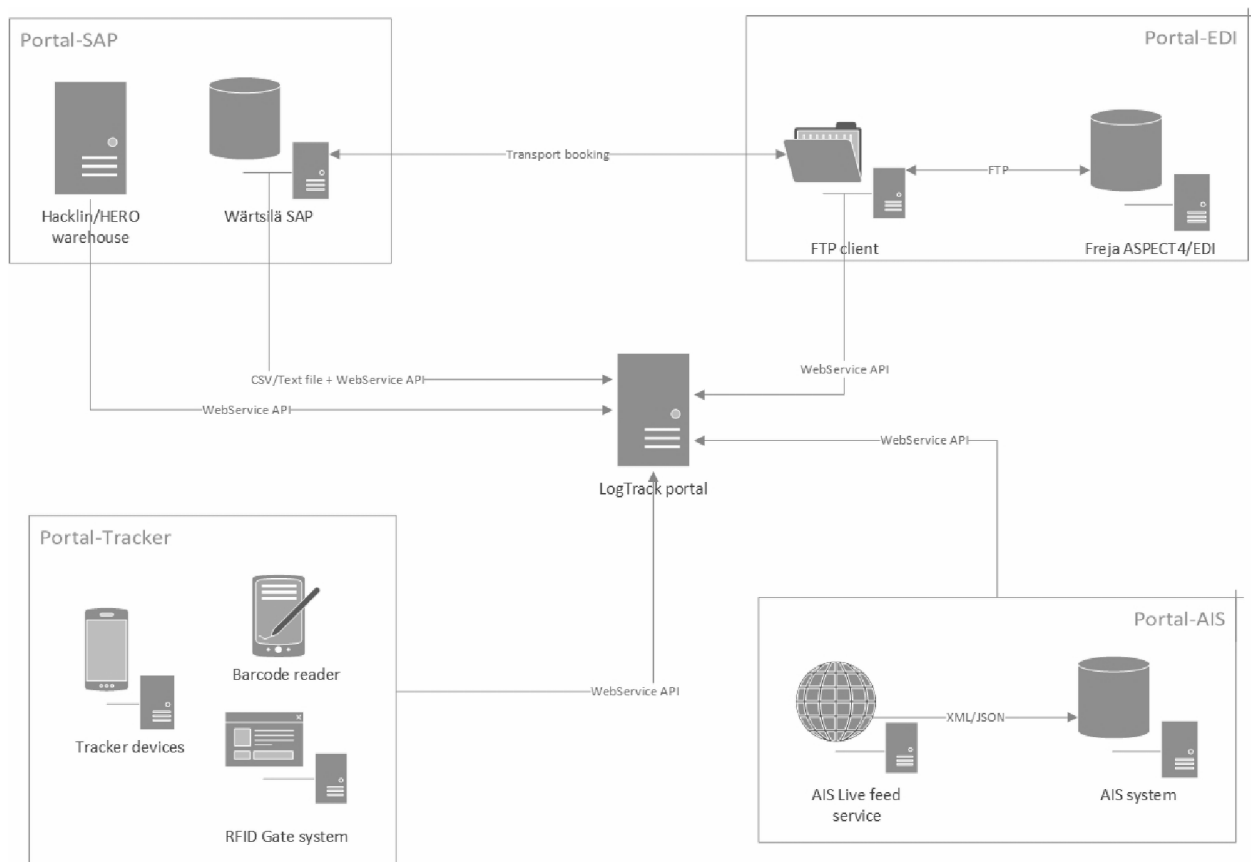 Portal-SAP
Hacklin/HERO
warehouse
Wärtsilä SAP
Transport booking
Portal-EDI
FTP client
FTP
Freja ASPECT4/EDI
CSV/Text file + WebService API
WebService API
WebService API
WebService API
LogTrack portal
Portal-Tracker
Barcode reader
Tracker devices
RFID Gate system
WebService API
Portal-AIS
XML/JSON
AIS Live feed
service
AIS system